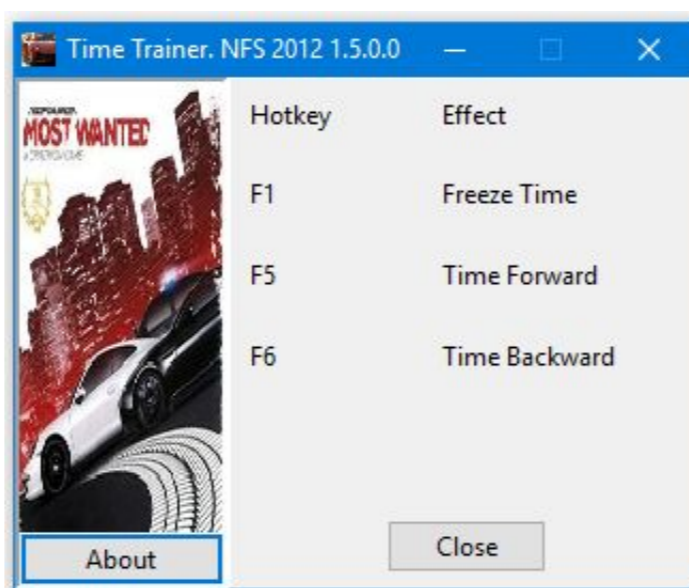 Time Trainer. NFS 2012 1.5.0.0
MOST WANTED
Hotkey Effect
F1 Freeze Time
F5 Time Forward
F6 Time Backward
Close
About